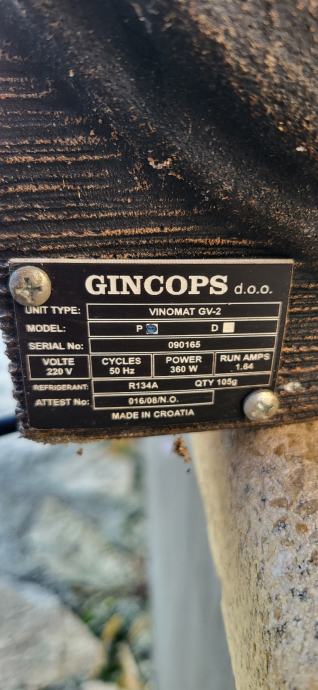 GINCOPS d.o.o.
UNIT TYPE: VINOMAT GV-2
MODEL: P D
SERIAL No: 090165
VOLTE 220 V CYCLES 50 Hz POWER 360 W RUN AMPS 1.64
REFRIGERANT: R134A QTY 105g
ATTEST No: 016/08/N.O.
MADE IN CROATIA